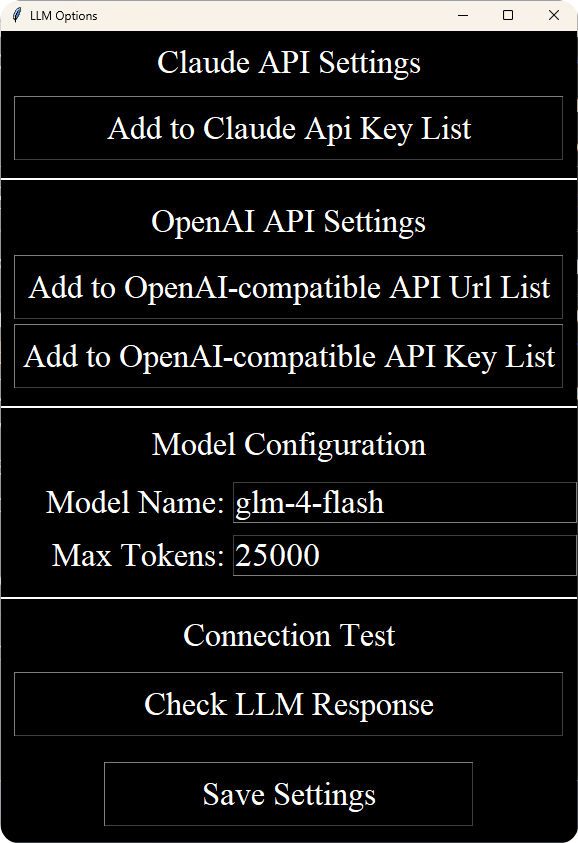 LLM Options
Claude API Settings
Add to Claude Api Key List
OpenAI API Settings
Add to OpenAI-compatible API Url List
Add to OpenAI-compatible API Key List
Model Configuration
Model Name: glm-4-flash
Max Tokens: 25000
Connection Test
Check LLM Response
Save Settings